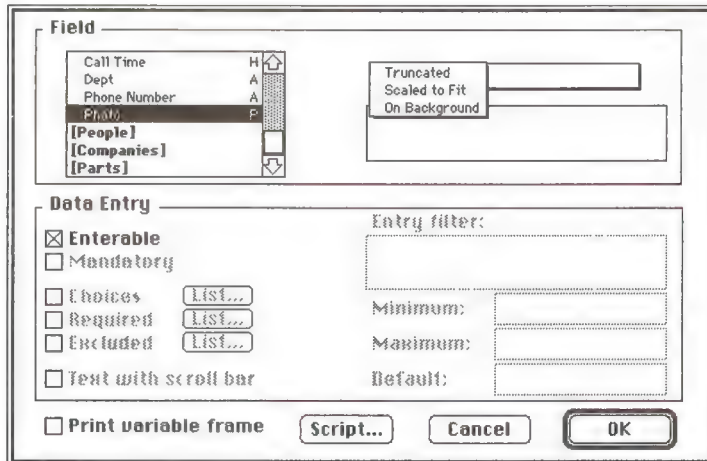 Field
Call Time H
Dept A
Phone Number A
Photo P
[People]
[Companies]
[Parts]
Truncated
Scaled to Fit
On Background
Data Entry
Enterable
Mandatory
Choices List...
Required List...
Excluded List...
Text with scroll bar
Entry filter:
Minimum:
Maximum:
Default:
Print variable frame
Script...
Cancel
OK